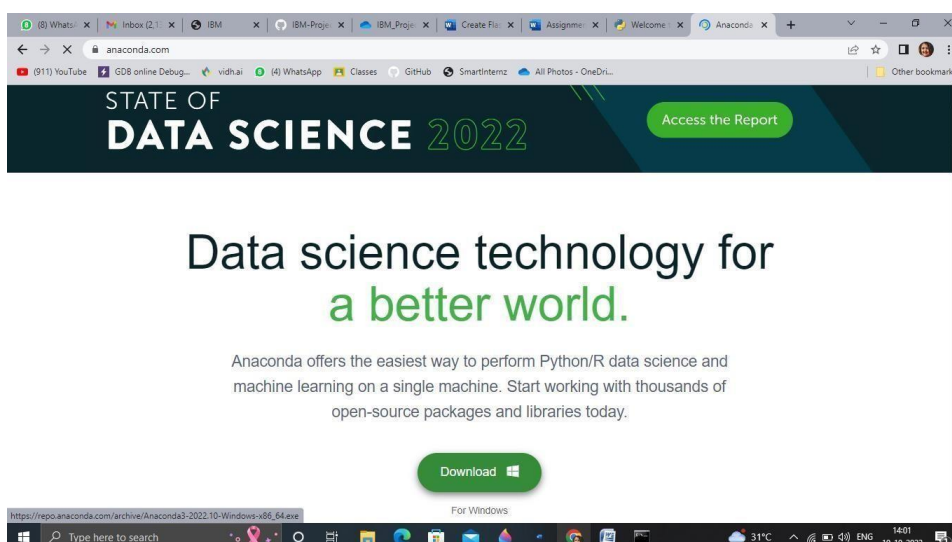 (8) Whats
Inbox (2,1
IBM
IBM-Proje
IBM_Proje
Create Fla
Assignme
Welcome
Anaconda
anaconda.com
(911) YouTube
GDB online Debug...
vidh.ai
(4) WhatsApp
Classes
GitHub
SmartInternz
All Photos - OneDri...
Other bookmark
STATE OF
DATA SCIENCE 2022
Access the Report
Data science technology for
a better world.
Anaconda offers the easiest way to perform Python/R data science and
machine learning on a single machine. Start working with thousands of
open-source packages and libraries today.
Download
For Windows
https://repo.anaconda.com/archive/Anaconda3-2022.10-Windows-x86_64.exe
Type here to search
31°C
ENG
14:01